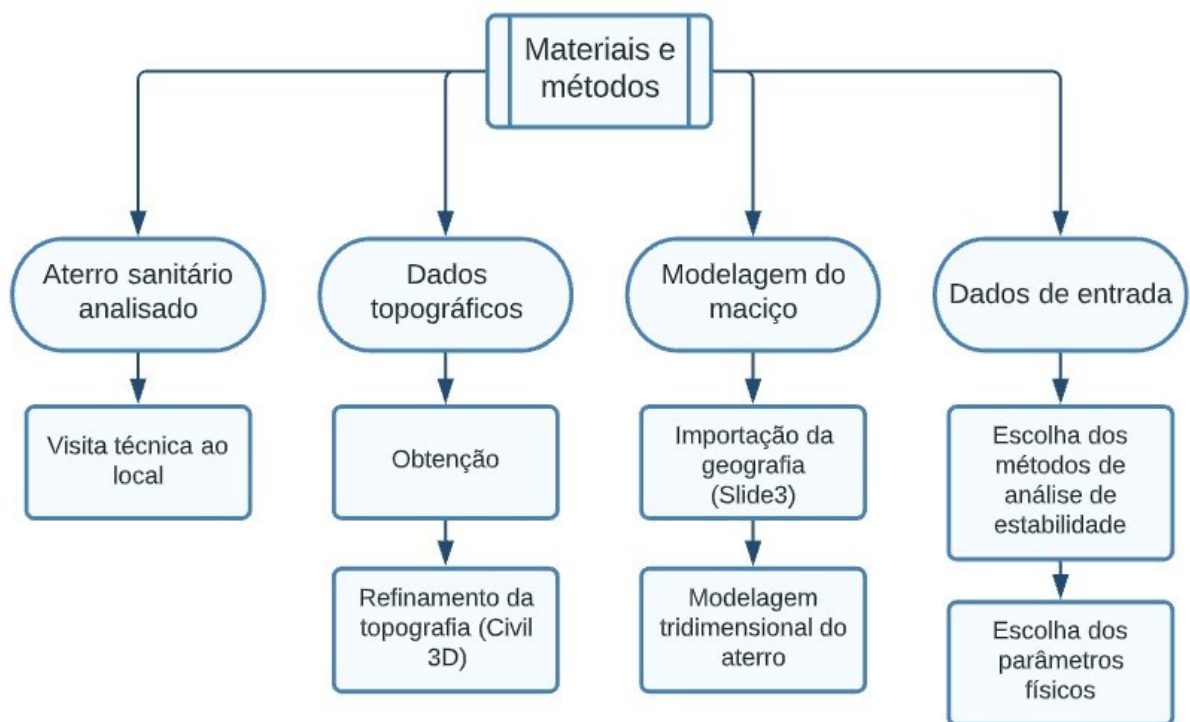 Materiais e
métodos
Aterro sanitário
analisado
Dados
topográficos
Modelagem do
maciço
Dados de entrada
Visita técnica ao
local
Obtenção
Importação da
geografia
(Slide3)
Escolha dos
métodos de
análise de
estabilidade
Refinamento da
topografia (Civil
3D)
Modelagem
tridimensional do
aterro
Escolha dos
parâmetros
físicos